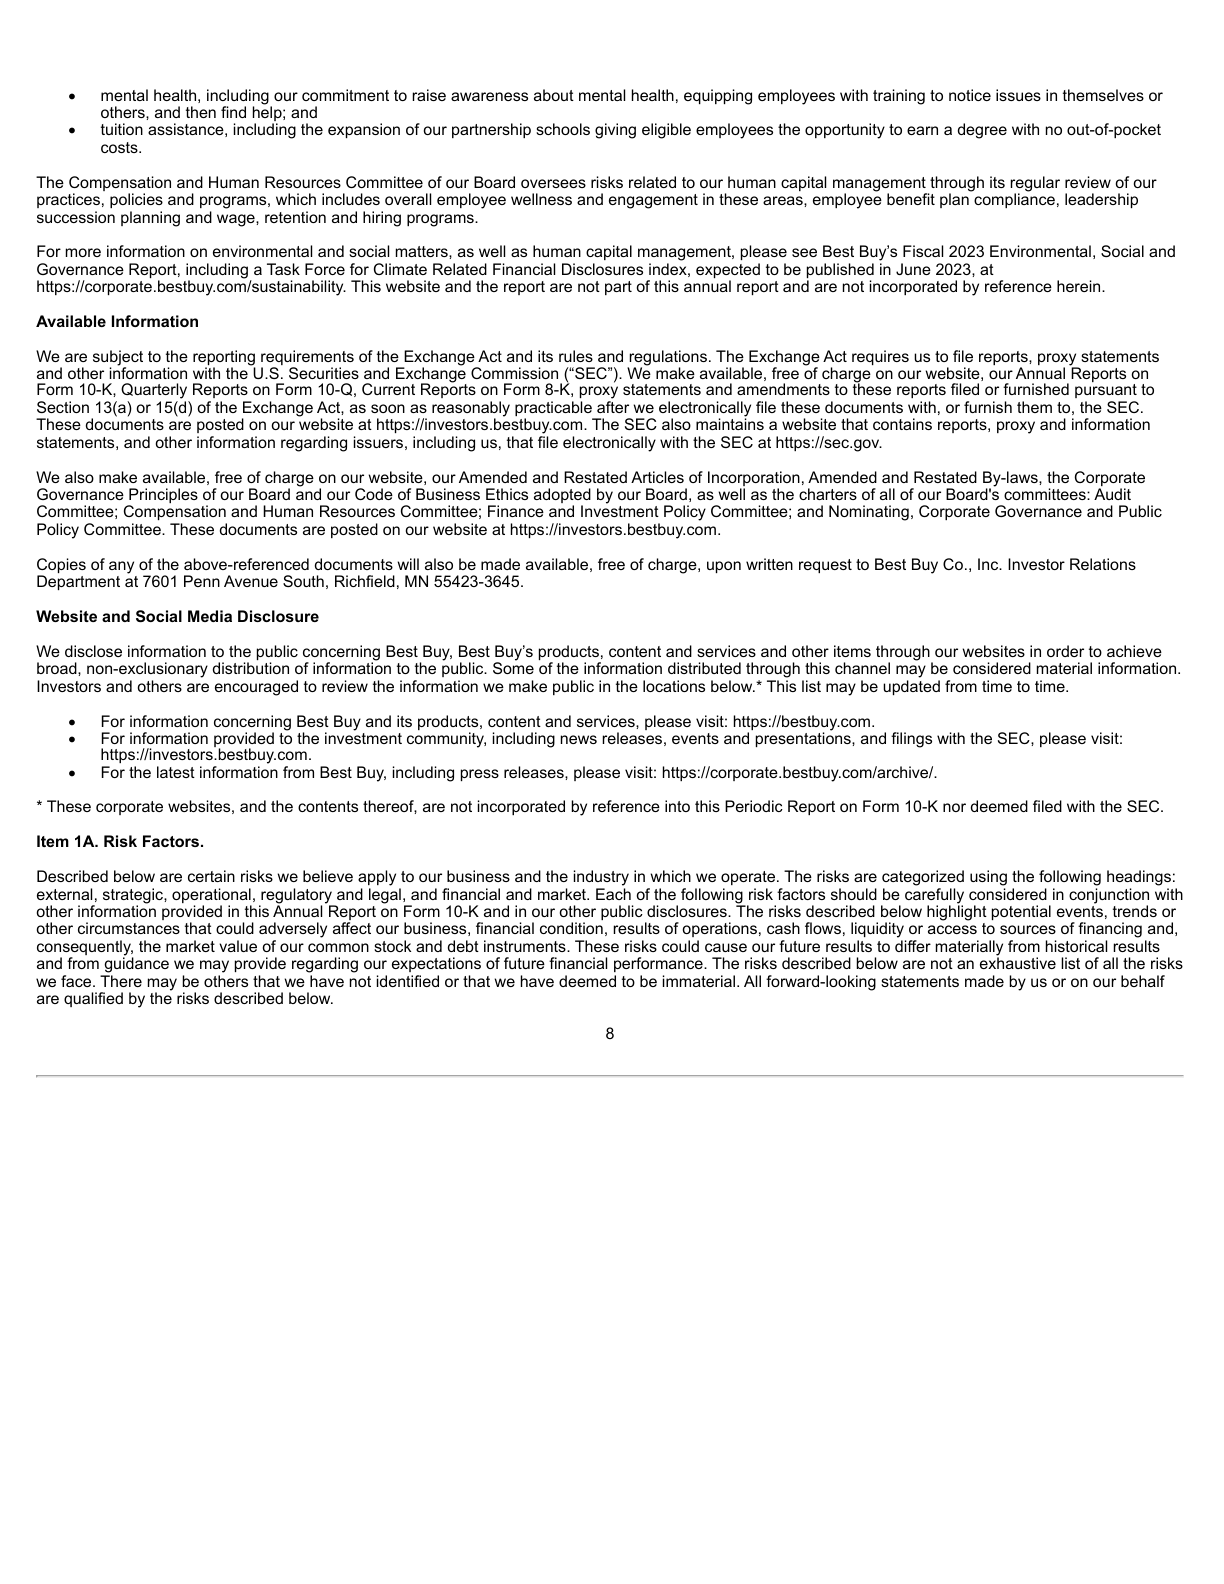 • mental health, including our commitment to raise awareness about mental health, equipping employees with training to notice issues in themselves or
others, and then find help; and
• tuition assistance, including the expansion of our partnership schools giving eligible employees the opportunity to earn a degree with no out-of-pocket
costs.
The Compensation and Human Resources Committee of our Board oversees risks related to our human capital management through its regular review of our
practices, policies and programs, which includes overall employee wellness and engagement in these areas, employee benefit plan compliance, leadership
succession planning and wage, retention and hiring programs.
For more information on environmental and social matters, as well as human capital management, please see Best Buy’s Fiscal 2023 Environmental, Social and
Governance Report, including a Task Force for Climate Related Financial Disclosures index, expected to be published in June 2023, at
https://corporate.bestbuy.com/sustainability. This website and the report are not part of this annual report and are not incorporated by reference herein.
Available Information
We are subject to the reporting requirements of the Exchange Act and its rules and regulations. The Exchange Act requires us to file reports, proxy statements
and other information with the U.S. Securities and Exchange Commission (“SEC”). We make available, free of charge on our website, our Annual Reports on
Form 10-K, Quarterly Reports on Form 10-Q, Current Reports on Form 8-K, proxy statements and amendments to these reports filed or furnished pursuant to
Section 13(a) or 15(d) of the Exchange Act, as soon as reasonably practicable after we electronically file these documents with, or furnish them to, the SEC.
These documents are posted on our website at https://investors.bestbuy.com. The SEC also maintains a website that contains reports, proxy and information
statements, and other information regarding issuers, including us, that file electronically with the SEC at https://sec.gov.
We also make available, free of charge on our website, our Amended and Restated Articles of Incorporation, Amended and Restated By-laws, the Corporate
Governance Principles of our Board and our Code of Business Ethics adopted by our Board, as well as the charters of all of our Board's committees: Audit
Committee; Compensation and Human Resources Committee; Finance and Investment Policy Committee; and Nominating, Corporate Governance and Public
Policy Committee. These documents are posted on our website at https://investors.bestbuy.com.
Copies of any of the above-referenced documents will also be made available, free of charge, upon written request to Best Buy Co., Inc. Investor Relations
Department at 7601 Penn Avenue South, Richfield, MN 55423-3645.
Website and Social Media Disclosure
We disclose information to the public concerning Best Buy, Best Buy’s products, content and services and other items through our websites in order to achieve
broad, non-exclusionary distribution of information to the public. Some of the information distributed through this channel may be considered material information.
Investors and others are encouraged to review the information we make public in the locations below.* This list may be updated from time to time.
• For information concerning Best Buy and its products, content and services, please visit: https://bestbuy.com.
• For information provided to the investment community, including news releases, events and presentations, and filings with the SEC, please visit:
https://investors.bestbuy.com.
• For the latest information from Best Buy, including press releases, please visit: https://corporate.bestbuy.com/archive/.
* These corporate websites, and the contents thereof, are not incorporated by reference into this Periodic Report on Form 10-K nor deemed filed with the SEC.
Item 1A. Risk Factors.
Described below are certain risks we believe apply to our business and the industry in which we operate. The risks are categorized using the following headings:
external, strategic, operational, regulatory and legal, and financial and market. Each of the following risk factors should be carefully considered in conjunction with
other information provided in this Annual Report on Form 10-K and in our other public disclosures. The risks described below highlight potential events, trends or
other circumstances that could adversely affect our business, financial condition, results of operations, cash flows, liquidity or access to sources of financing and,
consequently, the market value of our common stock and debt instruments. These risks could cause our future results to differ materially from historical results
and from guidance we may provide regarding our expectations of future financial performance. The risks described below are not an exhaustive list of all the risks
we face. There may be others that we have not identified or that we have deemed to be immaterial. All forward-looking statements made by us or on our behalf
are qualified by the risks described below.
8